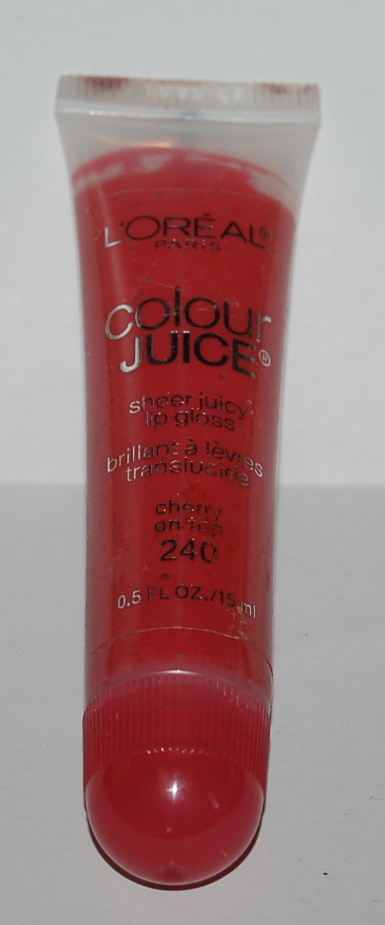 L'ORÉAL®
PARIS
colour
JUICE®
sheer juicy
lip gloss
brillant à lèvres
translucide
cherry
on top
240
0.5 FL OZ./15 ml